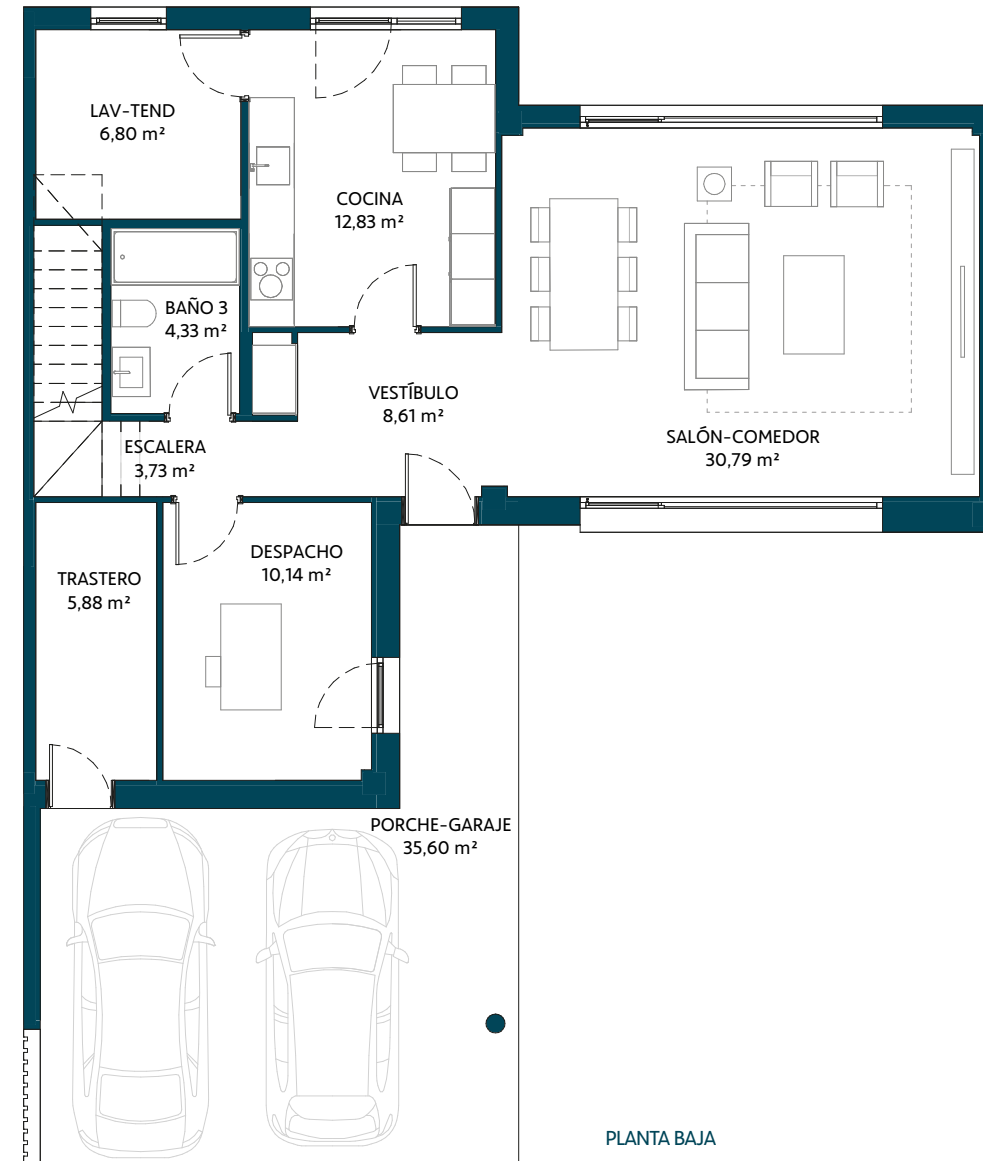 LAV-TEND
6,80 m²
COCINA
12,83 m²
BAÑO 3
4,33 m²
VESTÍBULO
8,61 m²
ESCALERA
3,73 m²
SALÓN-COMEDOR
30,79 m²
DESPACHO
10,14 m²
TRASTERO
5,88 m²
PORCHE-GARAJE
35,60 m²
PLANTA BAJA